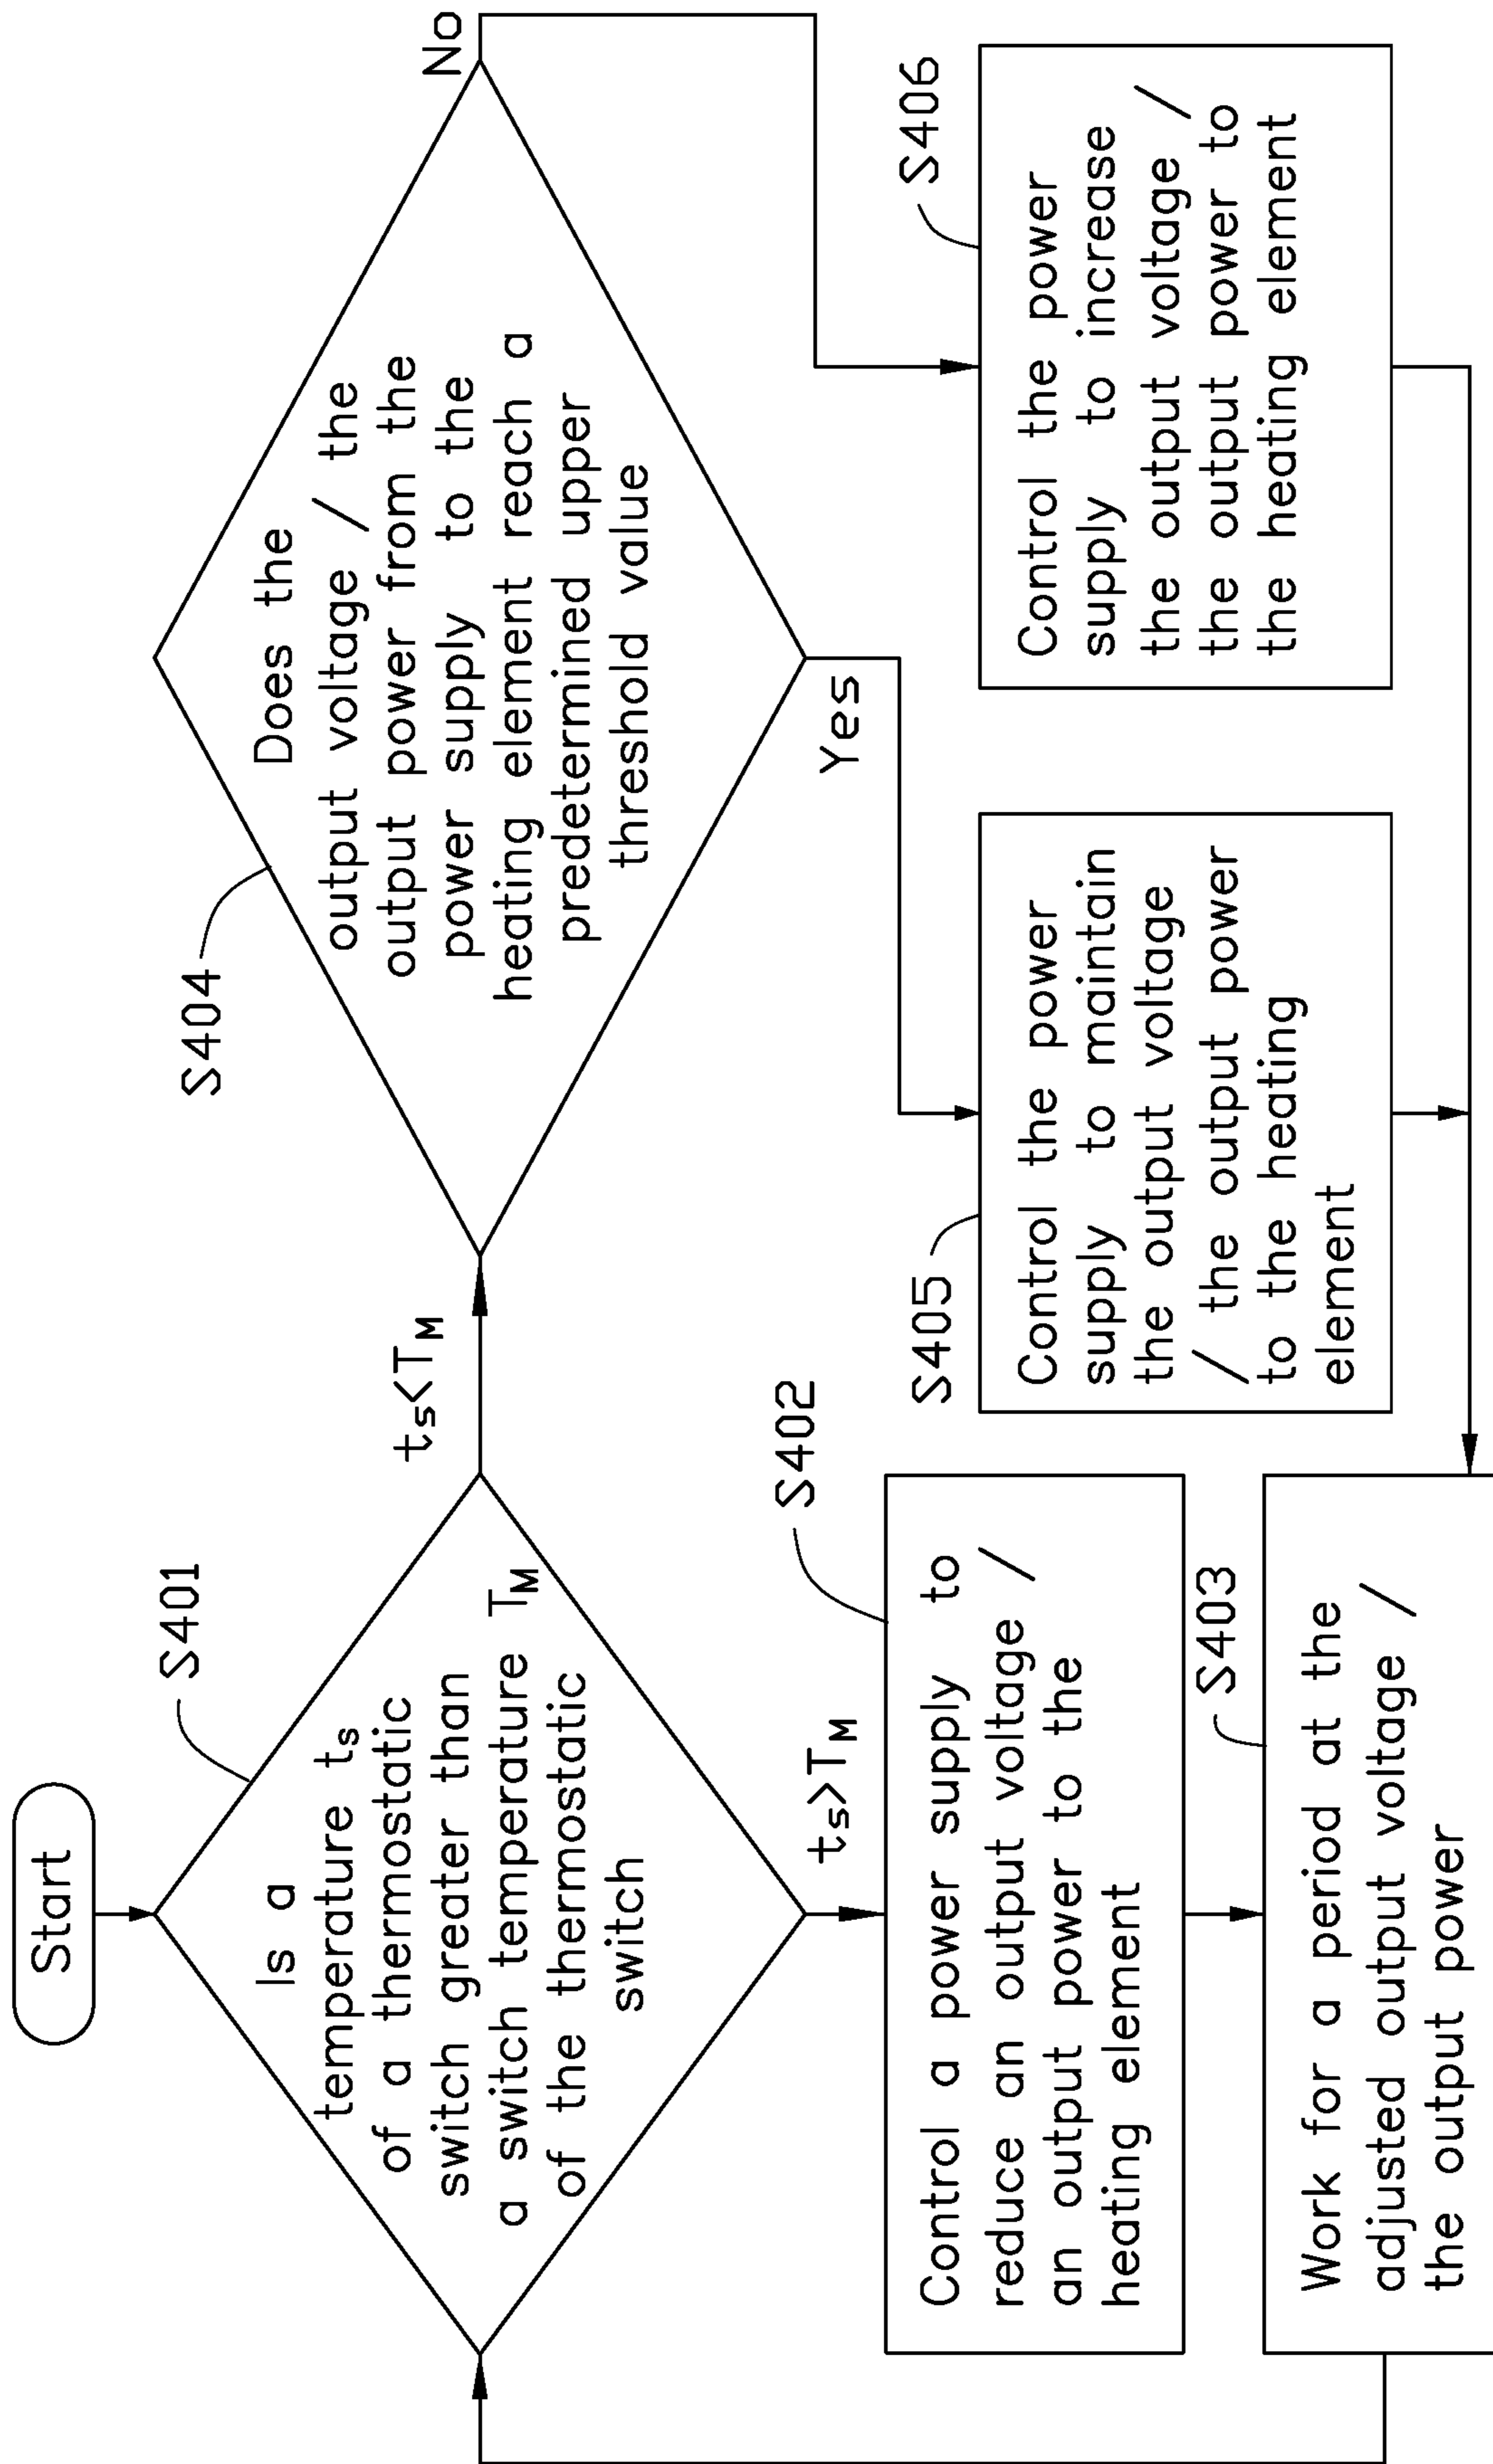 Start
S401
Is a
temperature tₛ
of a thermostatic
switch greater than
a switch temperature T_M
of the thermostatic
switch
tₛ<T_M
tₛ>T_M
S402
Control a power supply to
reduce an output voltage /
an output power to the
heating element
S403
Work for a period at the
adjusted output voltage /
the output power
S404
Does the
output voltage / the
output power from the
power supply to the
heating element reach a
predetermined upper
threshold value
Yes
No
S405
Control the power
supply to maintain
the output voltage
/ the output power
to the heating
element
S406
Control the power
supply to increase
the output voltage /
the output power to
the heating element